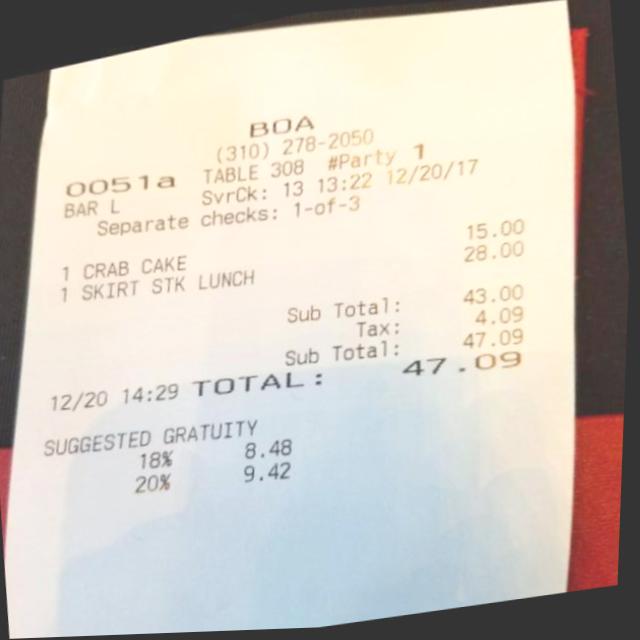 BOA
(310) 278-2050
0051a TABLE 308 #Party 1
BAR L SvrCk: 13 13:22 12/20/17
Separate checks: 1-of-3
1 CRAB CAKE 15.00
1 SKIRT STK LUNCH 28.00
Sub Total: 43.00
Tax: 4.09
Sub Total: 47.09
12/20 14:29 TOTAL: 47.09
SUGGESTED GRATUITY
18% 8.48
20% 9.42